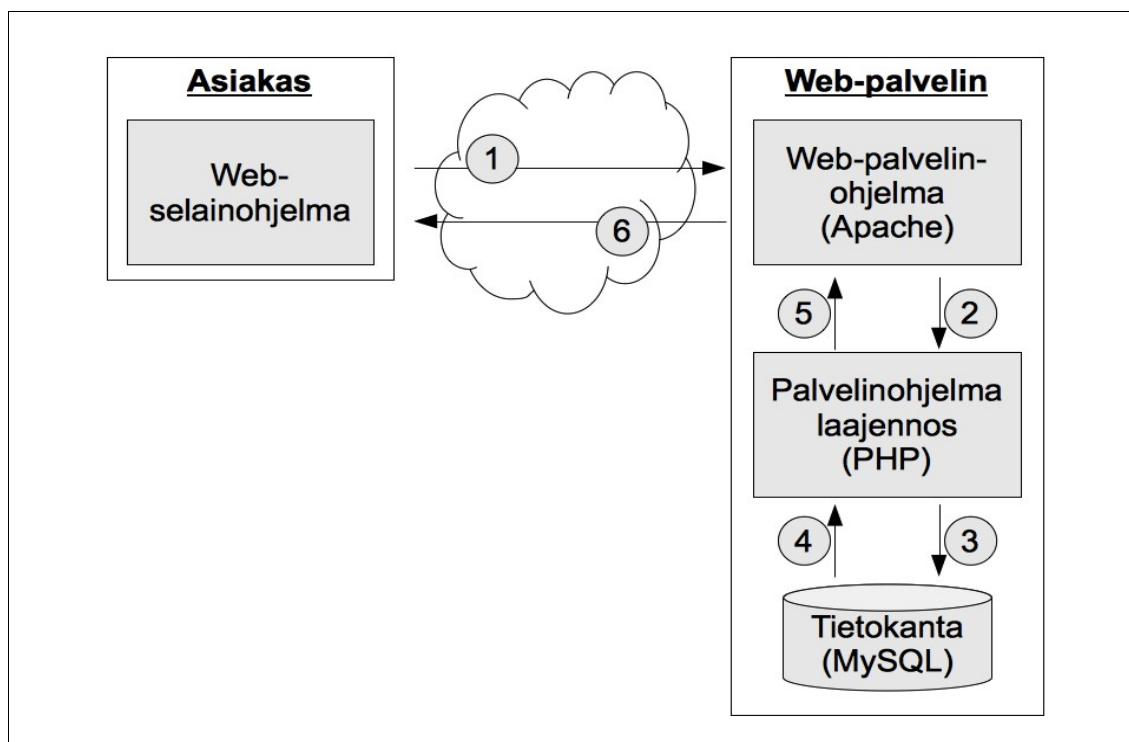 Asiakas
Web-
selainohjelma
1
6
Web-palvelin
Web-palvelin-
ohjelma
(Apache)
5
2
Palvelinohjelma
laajennos
(PHP)
4
3
Tietokanta
(MySQL)